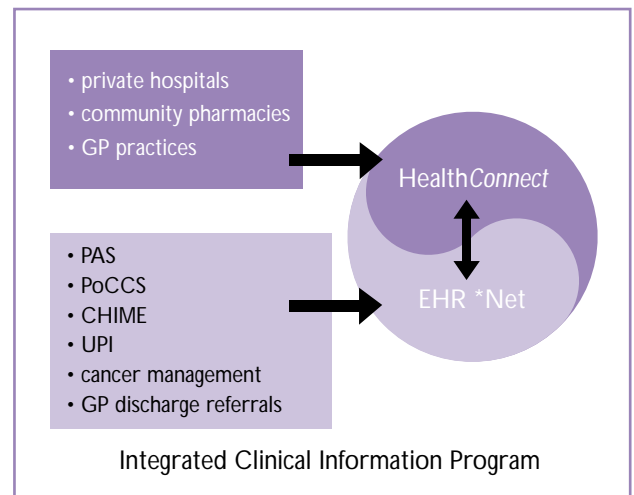 • private hospitals
• community pharmacies
• GP practices
HealthConnect
• PAS
• PoCCS
• CHIME
• UPI
• cancer management
• GP discharge referrals
EHR *Net
Integrated Clinical Information Program